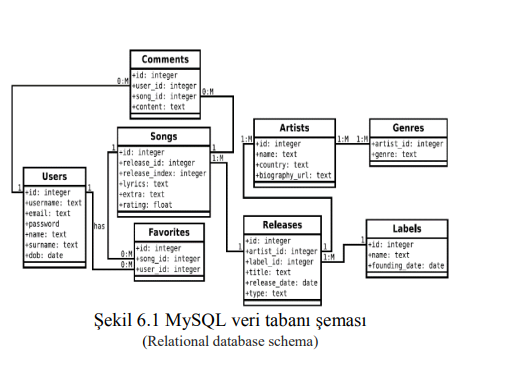 Comments
+id: integer
+user_id: integer
+song_id: integer
+content: text
0:M
0:M
Songs
+id: integer
+release_id: integer
+release_index: integer
+lyrics: text
+extra: text
+rating: float
1
1
1:M
Artists
+id: integer
+name: text
+country: text
+biography_url: text
1:M
1:M
1:M
Genres
+artist_id: integer
+genre: text
Users
+id: integer
+username: text
+email: text
+password
+name: text
+surname: text
+dob: date
1
1
has
Favorites
+id: integer
+song_id: integer
+user_id: integer
0:M
0:M
Releases
+id: integer
+artist_id: integer
+label_id: integer
+title: text
+release_date: date
+type: text
1
1
1:M
Labels
+id: integer
+name: text
+founding_date: date
1
Şekil 6.1 MySQL veri tabanı şeması
(Relational database schema)